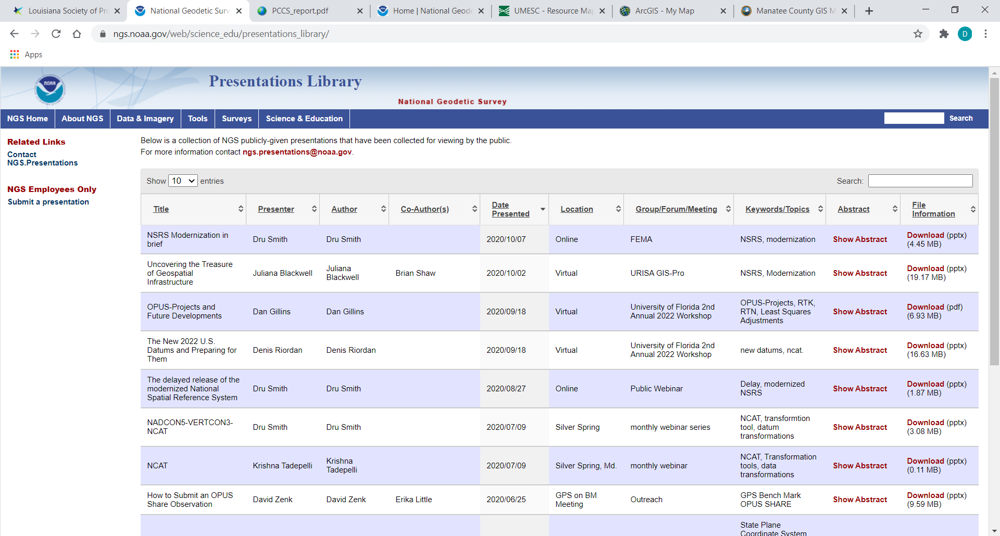 Louisiana Society of Pro
National Geodetic Surv
PCCS_report.pdf
Home | National Geode
UMESC - Resource Map
ArcGIS - My Map
Manatee County GIS M
ngs.noaa.gov/web/science_edu/presentations_library/
D
Apps
NOAA
Presentations Library
National Geodetic Survey
NGS Home
About NGS
Data & Imagery
Tools
Surveys
Science & Education
Search
Related Links
Contact
NGS.Presentations
NGS Employees Only
Submit a presentation
Below is a collection of NGS publicly-given presentations that have been collected for viewing by the public.
For more information contact ngs.presentations@noaa.gov.
Show 10 entries
Search:
Title
Presenter
Author
Co-Author(s)
Date
Presented
Location
Group/Forum/Meeting
Keywords/Topics
Abstract
File
Information
NSRS Modernization in
brief
Dru Smith
Dru Smith
2020/10/07
Online
FEMA
NSRS, modernization
Show Abstract
Download (pptx)
(4.45 MB)
Uncovering the Treasure
of Geospatial
Infrastructure
Juliana Blackwell
Juliana
Blackwell
Brian Shaw
2020/10/02
Virtual
URISA GIS-Pro
NSRS, Modernization
Show Abstract
Download (pptx)
(19.17 MB)
OPUS-Projects and
Future Developments
Dan Gillins
Dan Gillins
2020/09/18
Virtual
University of Florida 2nd
Annual 2022 Workshop
OPUS-Projects, RTK,
RTN, Least Squares
Adjustments
Show Abstract
Download (pdf)
(6.93 MB)
The New 2022 U.S.
Datums and Preparing for
Them
Denis Riordan
Denis Riordan
2020/09/18
Virtual
University of Florida 2nd
Annual 2022 Workshop
new datums, ncat.
Show Abstract
Download (pptx)
(16.63 MB)
The delayed release of the
modernized National
Spatial Reference System
Dru Smith
Dru Smith
2020/08/27
Online
Public Webinar
Delay, modernized
NSRS
Show Abstract
Download (pptx)
(1.87 MB)
NADCON5-VERTCON3-
NCAT
Dru Smith
Dru Smith
2020/07/09
Silver Spring
monthly webinar series
NCAT, transformtion
tool, datum
transformations
Show Abstract
Download (pptx)
(3.08 MB)
NCAT
Krishna Tadepelli
Krishna
Tadepelli
2020/07/09
Silver Spring, Md.
monthly webinar
NCAT, Transformation
tools, data
transformations
Show Abstract
Download (pptx)
(0.11 MB)
How to Submit an OPUS
Share Observation
David Zenk
David Zenk
Erika Little
2020/06/25
GPS on BM
Meeting
Outreach
GPS Bench Mark
OPUS SHARE
Show Abstract
Download (pptx)
(9.59 MB)
State Plane
Coordinate System